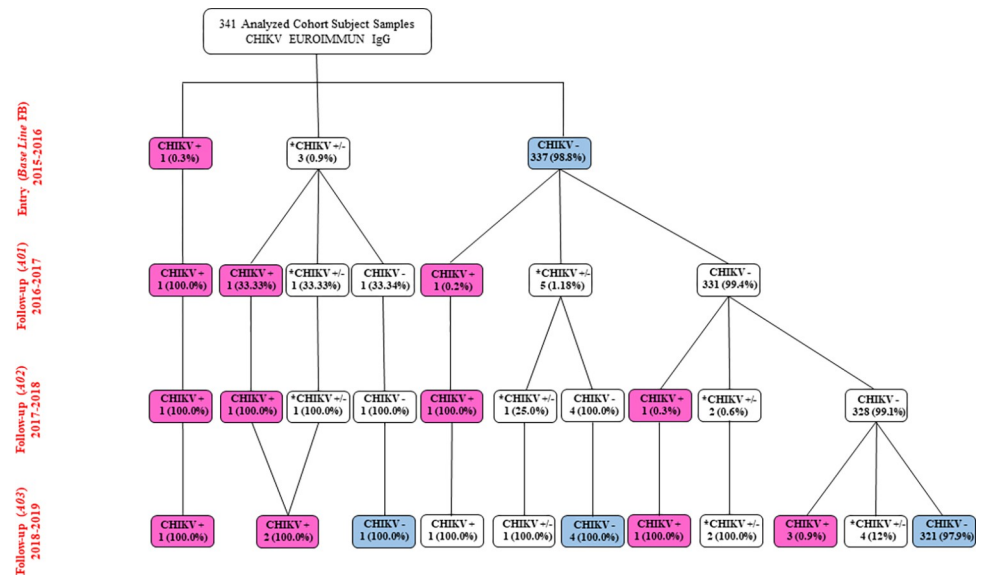 341 Analyzed Cohort Subject Samples
CHIKV EUROIMMUN IgG
Entry (Base Line FB)
2015-2016
CHIKV +
1 (0.3%)
*CHIKV +/-
3 (0.9%)
CHIKV -
337 (98.8%)
Follow-up (A01)
2016-2017
CHIKV +
1 (100.0%)
CHIKV +
1 (33.33%)
*CHIKV +/-
1 (33.33%)
CHIKV -
1 (33.34%)
CHIKV +
1 (0.2%)
*CHIKV +/-
5 (1.18%)
CHIKV -
331 (99.4%)
Follow-up (A02)
2017-2018
CHIKV +
1 (100.0%)
CHIKV +
1 (100.0%)
*CHIKV +/-
1 (100.0%)
CHIKV -
1 (100.0%)
CHIKV +
1 (100.0%)
*CHIKV +/-
1 (25.0%)
CHIKV -
4 (100.0%)
CHIKV +
1 (0.3%)
*CHIKV +/-
2 (0.6%)
CHIKV -
328 (99.1%)
Follow-up (A03)
2018-2019
CHIKV +
1 (100.0%)
CHIKV +
2 (100.0%)
CHIKV -
1 (100.0%)
CHIKV +
1 (100.0%)
CHIKV +/-
1 (100.0%)
CHIKV -
4 (100.0%)
CHIKV +
1 (100.0%)
*CHIKV +/-
2 (100.0%)
CHIKV +
3 (0.9%)
*CHIKV +/-
4 (12%)
CHIKV -
321 (97.9%)